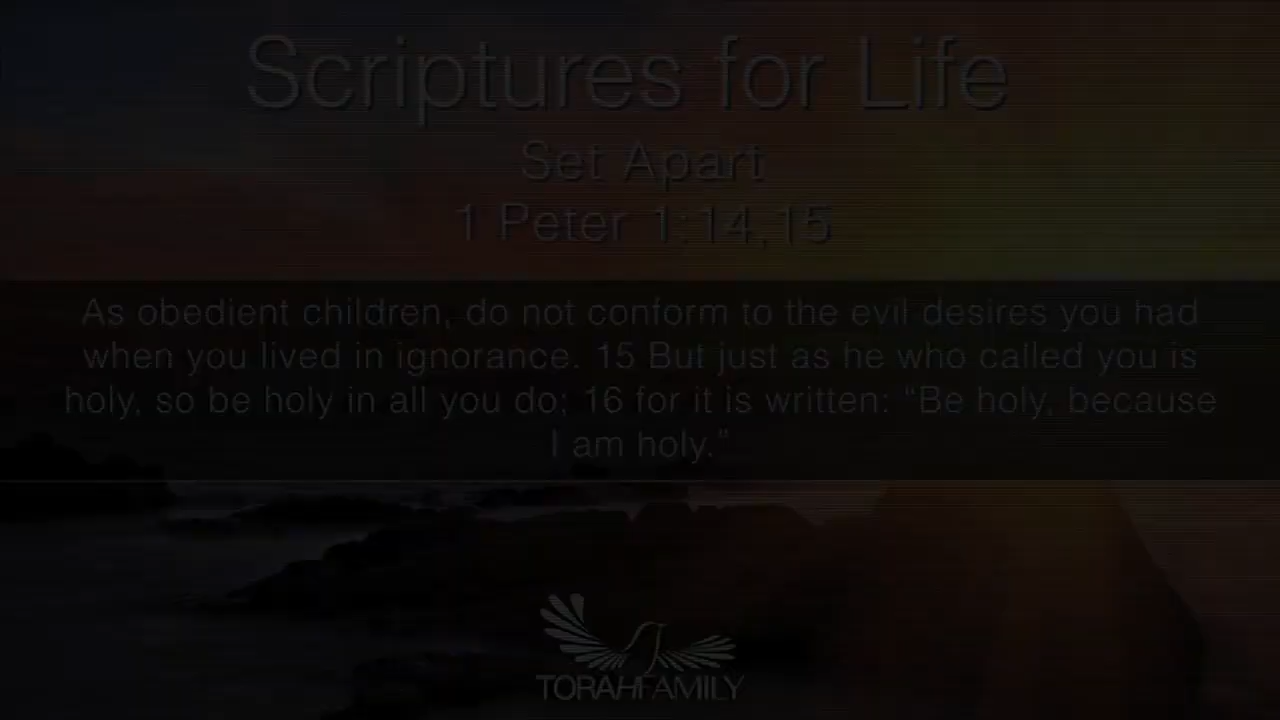 Scriptures for Life
Set Apart
1 Peter 1:14,15
As obedient children, do not conform to the evil desires you had
when you lived in ignorance. 15 But just as he who called you is
holy, so be holy in all you do; 16 for it is written: “Be holy, because
I am holy.”
TORAHFAMILY